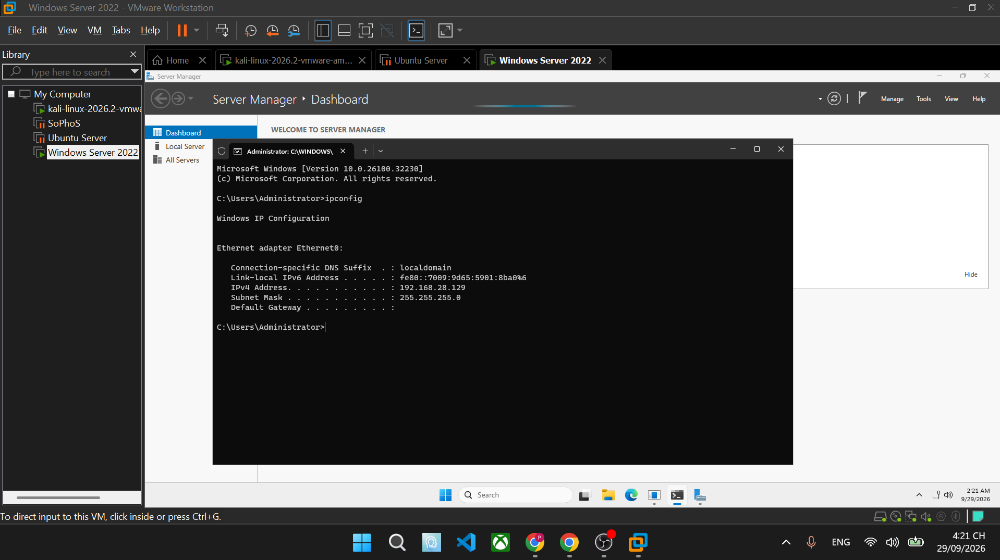 Windows Server 2022 - VMware Workstation
File Edit View VM Tabs Help
Library
Home
kali-linux-2026.2-vmware-am...
Ubuntu Server
Windows Server 2022
Type here to search
My Computer
kali-linux-2026.2-vmwa
SoPhoS
Ubuntu Server
Windows Server 2022
Server Manager
Server Manager Dashboard
Manage Tools View Help
Dashboard
Local Server
All Servers
WELCOME TO SERVER MANAGER
Administrator: C:\WINDOWS\
Microsoft Windows [Version 10.0.26100.32230]
(c) Microsoft Corporation. All rights reserved.
C:\Users\Administrator>ipconfig
Windows IP Configuration
Ethernet adapter Ethernet0:
Connection-specific DNS Suffix  . : localdomain
Link-local IPv6 Address . . . . . : fe80::7009:9d65:5901:8ba0%6
IPv4 Address. . . . . . . . . . . : 192.168.28.129
Subnet Mask . . . . . . . . . . . : 255.255.255.0
Default Gateway . . . . . . . . . :
C:\Users\Administrator>
Hide
Search
2:21 AM
9/29/2026
To direct input to this VM, click inside or press Ctrl+G.
P
ENG
4:21 CH
29/09/2026